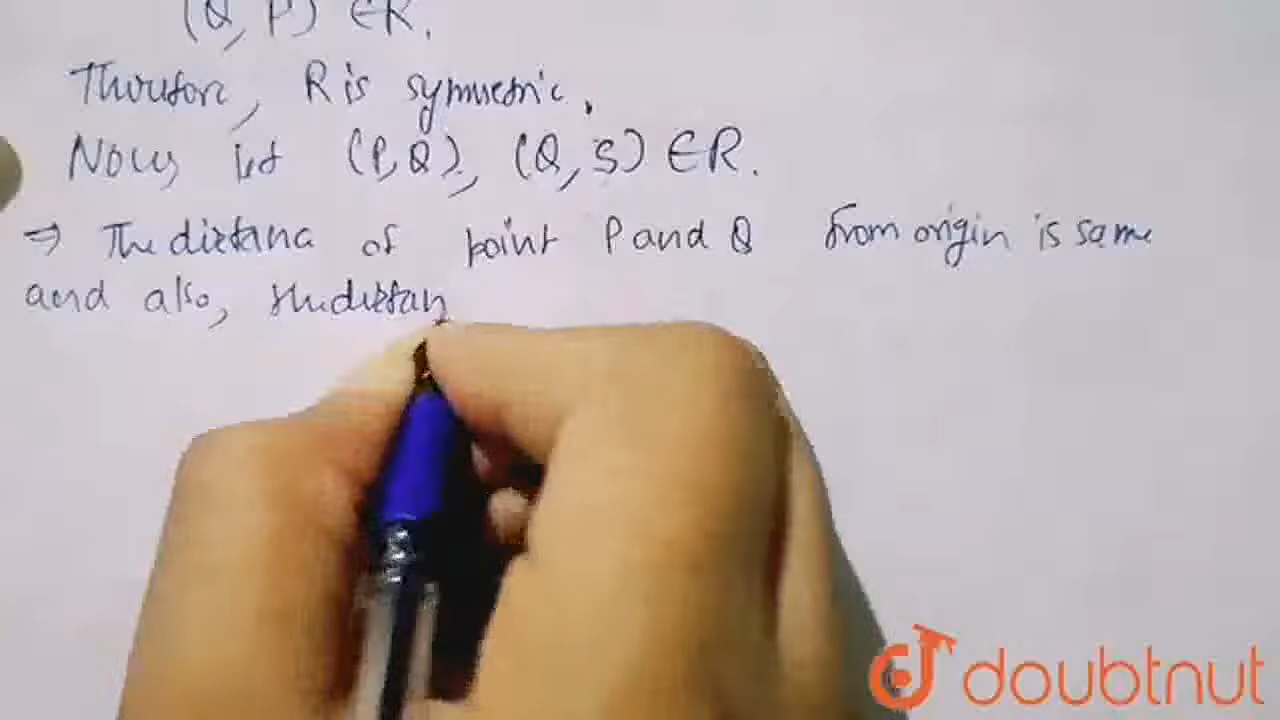 (Q, P) ∈ R.
Therefore, R is symmetric.
Now, let (P, Q), (Q, S) ∈ R.
⇒ The distance of point P and Q from origin is same
and also, the distan
doubtnut